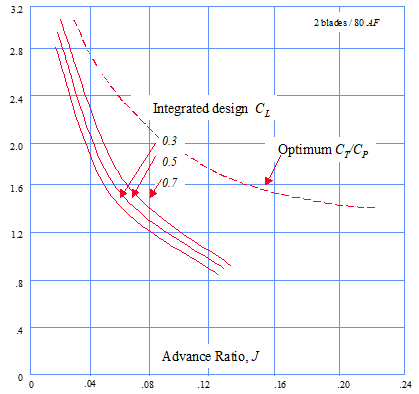 3.2
2 blades / 80 AF
2.8
2.4
Integrated design C_L
2.0
0.3
Optimum C_T/C_P
0.5
1.6
0.7
1.2
.8
.4
Advance Ratio, J
0
0 .04 .08 .12 .16 .20 .24